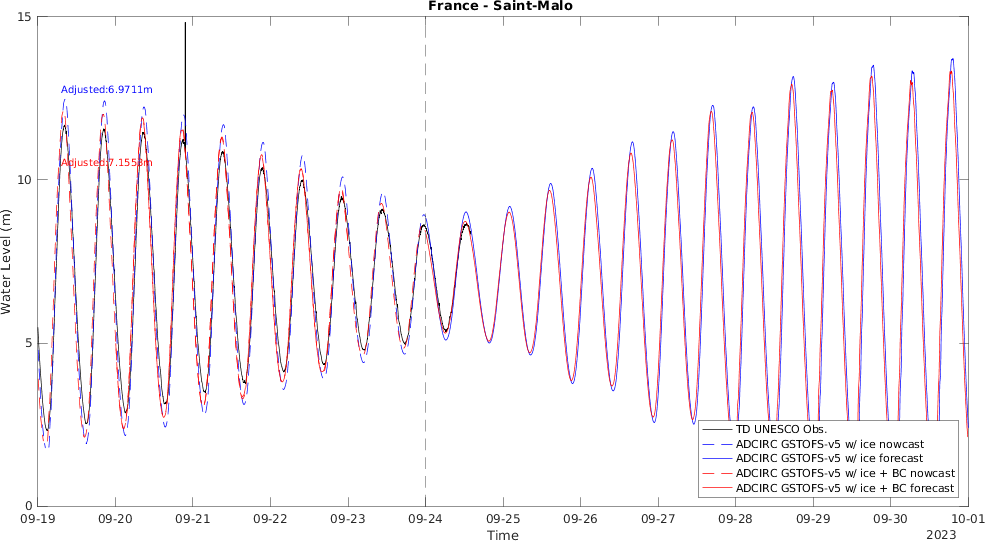 France - Saint-Malo
15
10
5
0
Water Level (m)
Adjusted:6.9711m
Adjusted:7.1553m
TD UNESCO Obs.
ADCIRC GSTOFS-v5 w/ ice nowcast
ADCIRC GSTOFS-v5 w/ ice forecast
ADCIRC GSTOFS-v5 w/ ice + BC nowcast
ADCIRC GSTOFS-v5 w/ ice + BC forecast
09-19 09-20 09-21 09-22 09-23 09-24 09-25 09-26 09-27 09-28 09-29 09-30 10-01
Time
2023